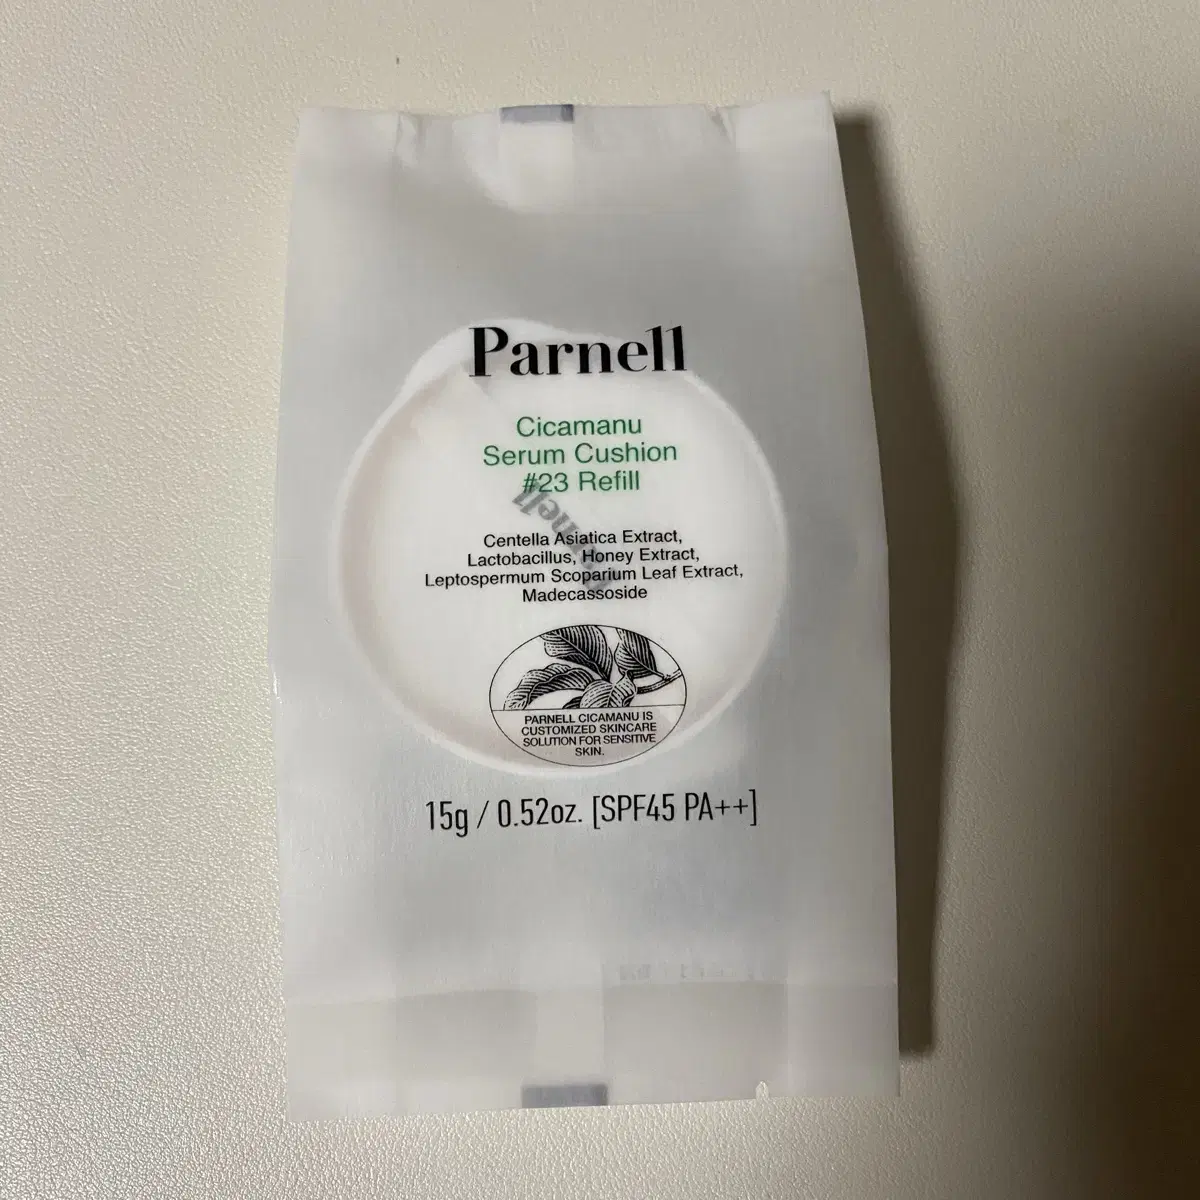 Parnell
Cicamanu
Serum Cushion
#23 Refill
Parnell
Centella Asiatica Extract,
Lactobacillus, Honey Extract,
Leptospermum Scoparium Leaf Extract,
Madecassoside
PARNELL CICAMANU IS
CUSTOMIZED SKINCARE
SOLUTION FOR SENSITIVE
SKIN.
15g / 0.52oz. [SPF45 PA++]